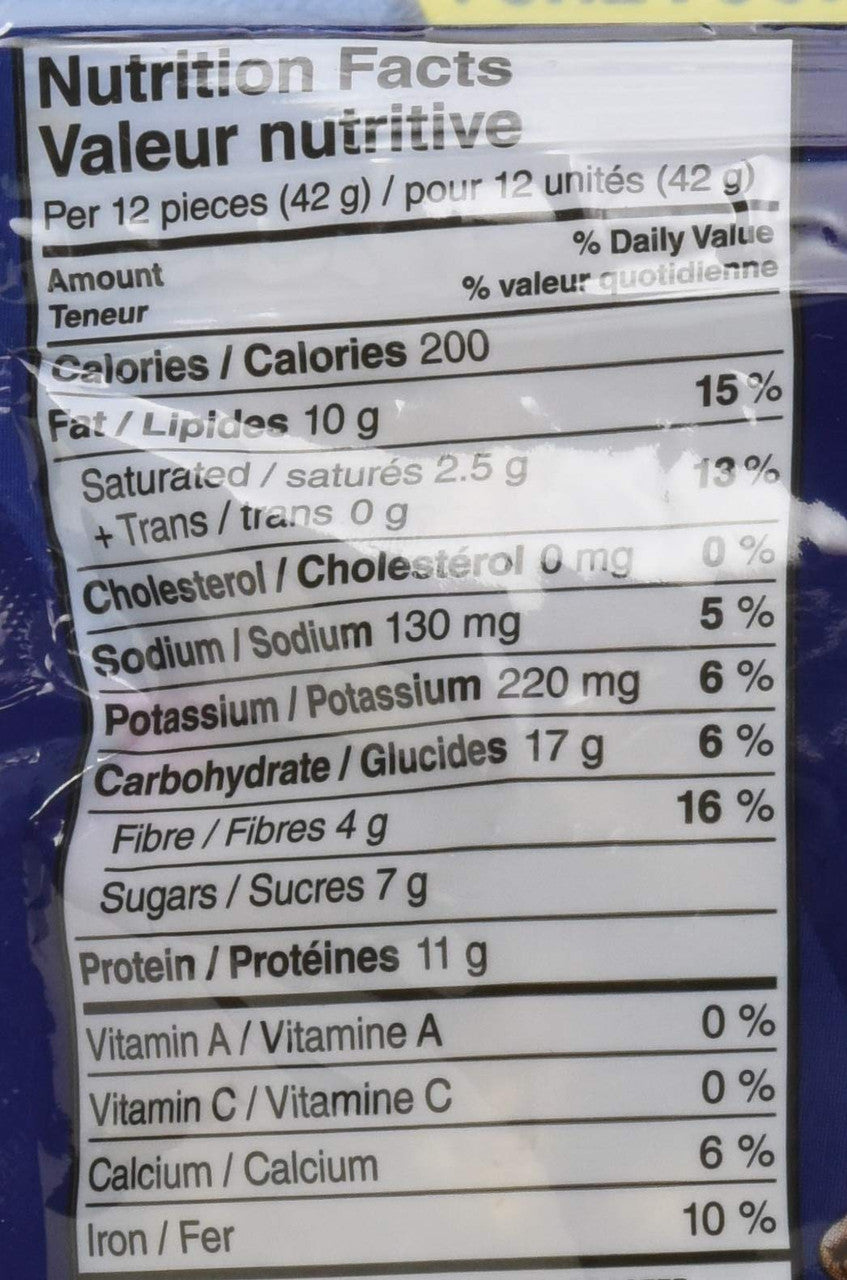 Nutrition Facts
Valeur nutritive
Per 12 pieces (42 g) / pour 12 unités (42 g)
% Daily Value
Amount
% valeur quotidienne
Teneur
Calories / Calories 200
Fat / Lipides 10 g 15 %
Saturated / saturés 2.5 g 13 %
+ Trans / trans 0 g
Cholesterol / Cholestérol 0 mg 0 %
Sodium / Sodium 130 mg 5 %
Potassium / Potassium 220 mg 6 %
Carbohydrate / Glucides 17 g 6 %
Fibre / Fibres 4 g 16 %
Sugars / Sucres 7 g
Protein / Protéines 11 g
Vitamin A / Vitamine A 0 %
Vitamin C / Vitamine C 0 %
Calcium / Calcium 6 %
Iron / Fer 10 %